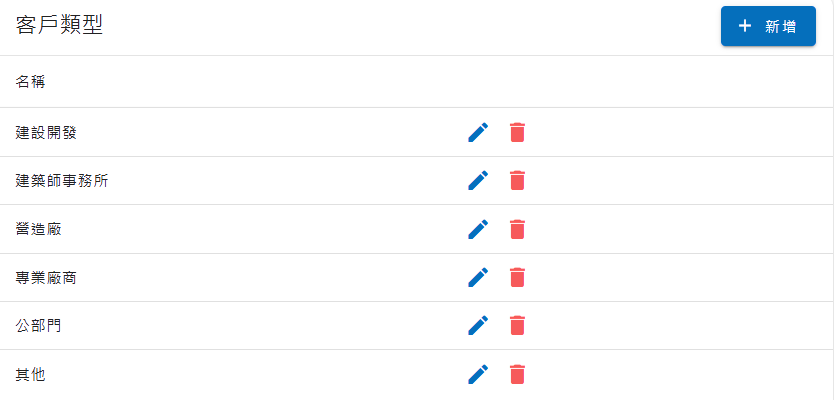 客戶類型
新增
名稱
建設開發
建築師事務所
營造廠
專業廠商
公部門
其他